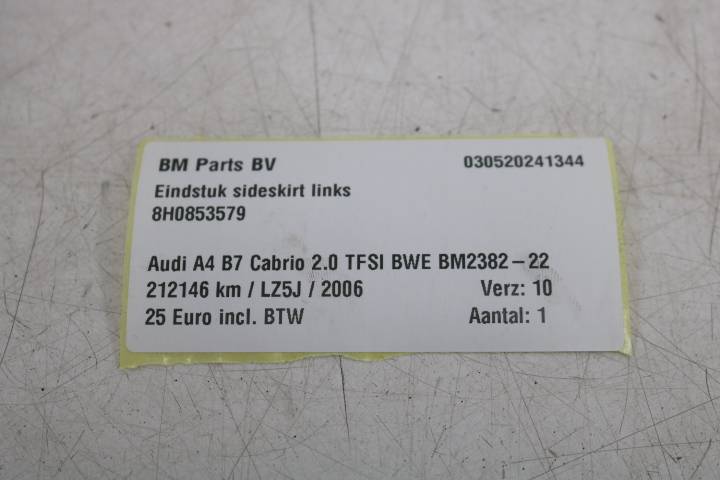 BM Parts BV 030520241344
Eindstuk sideskirt links
8H0853579
Audi A4 B7 Cabrio 2.0 TFSI BWE BM2382-22
212146 km / LZ5J / 2006 Verz: 10
25 Euro incl. BTW Aantal: 1